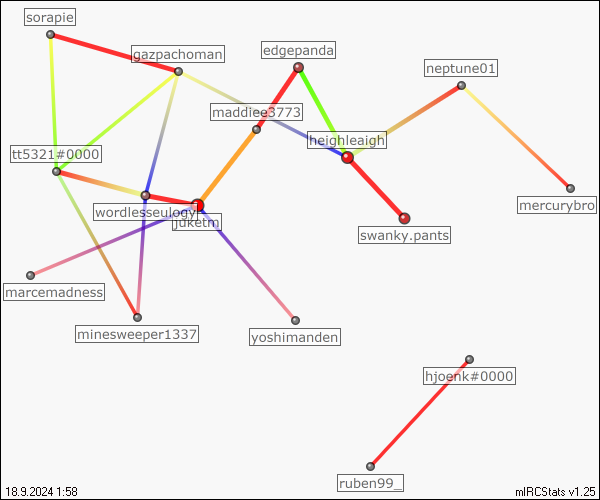 sorapie
edgepanda
gazpachoman
neptune01
maddiee3773
heighleaigh
tt5321#0000
mercurybro
wordlesseulogy
juketm
swanky.pants
marcemadness
minesweeper1337
yoshimanden
hjoenk#0000
ruben99_
18.9.2024 1:58
mIRCStats v1.25